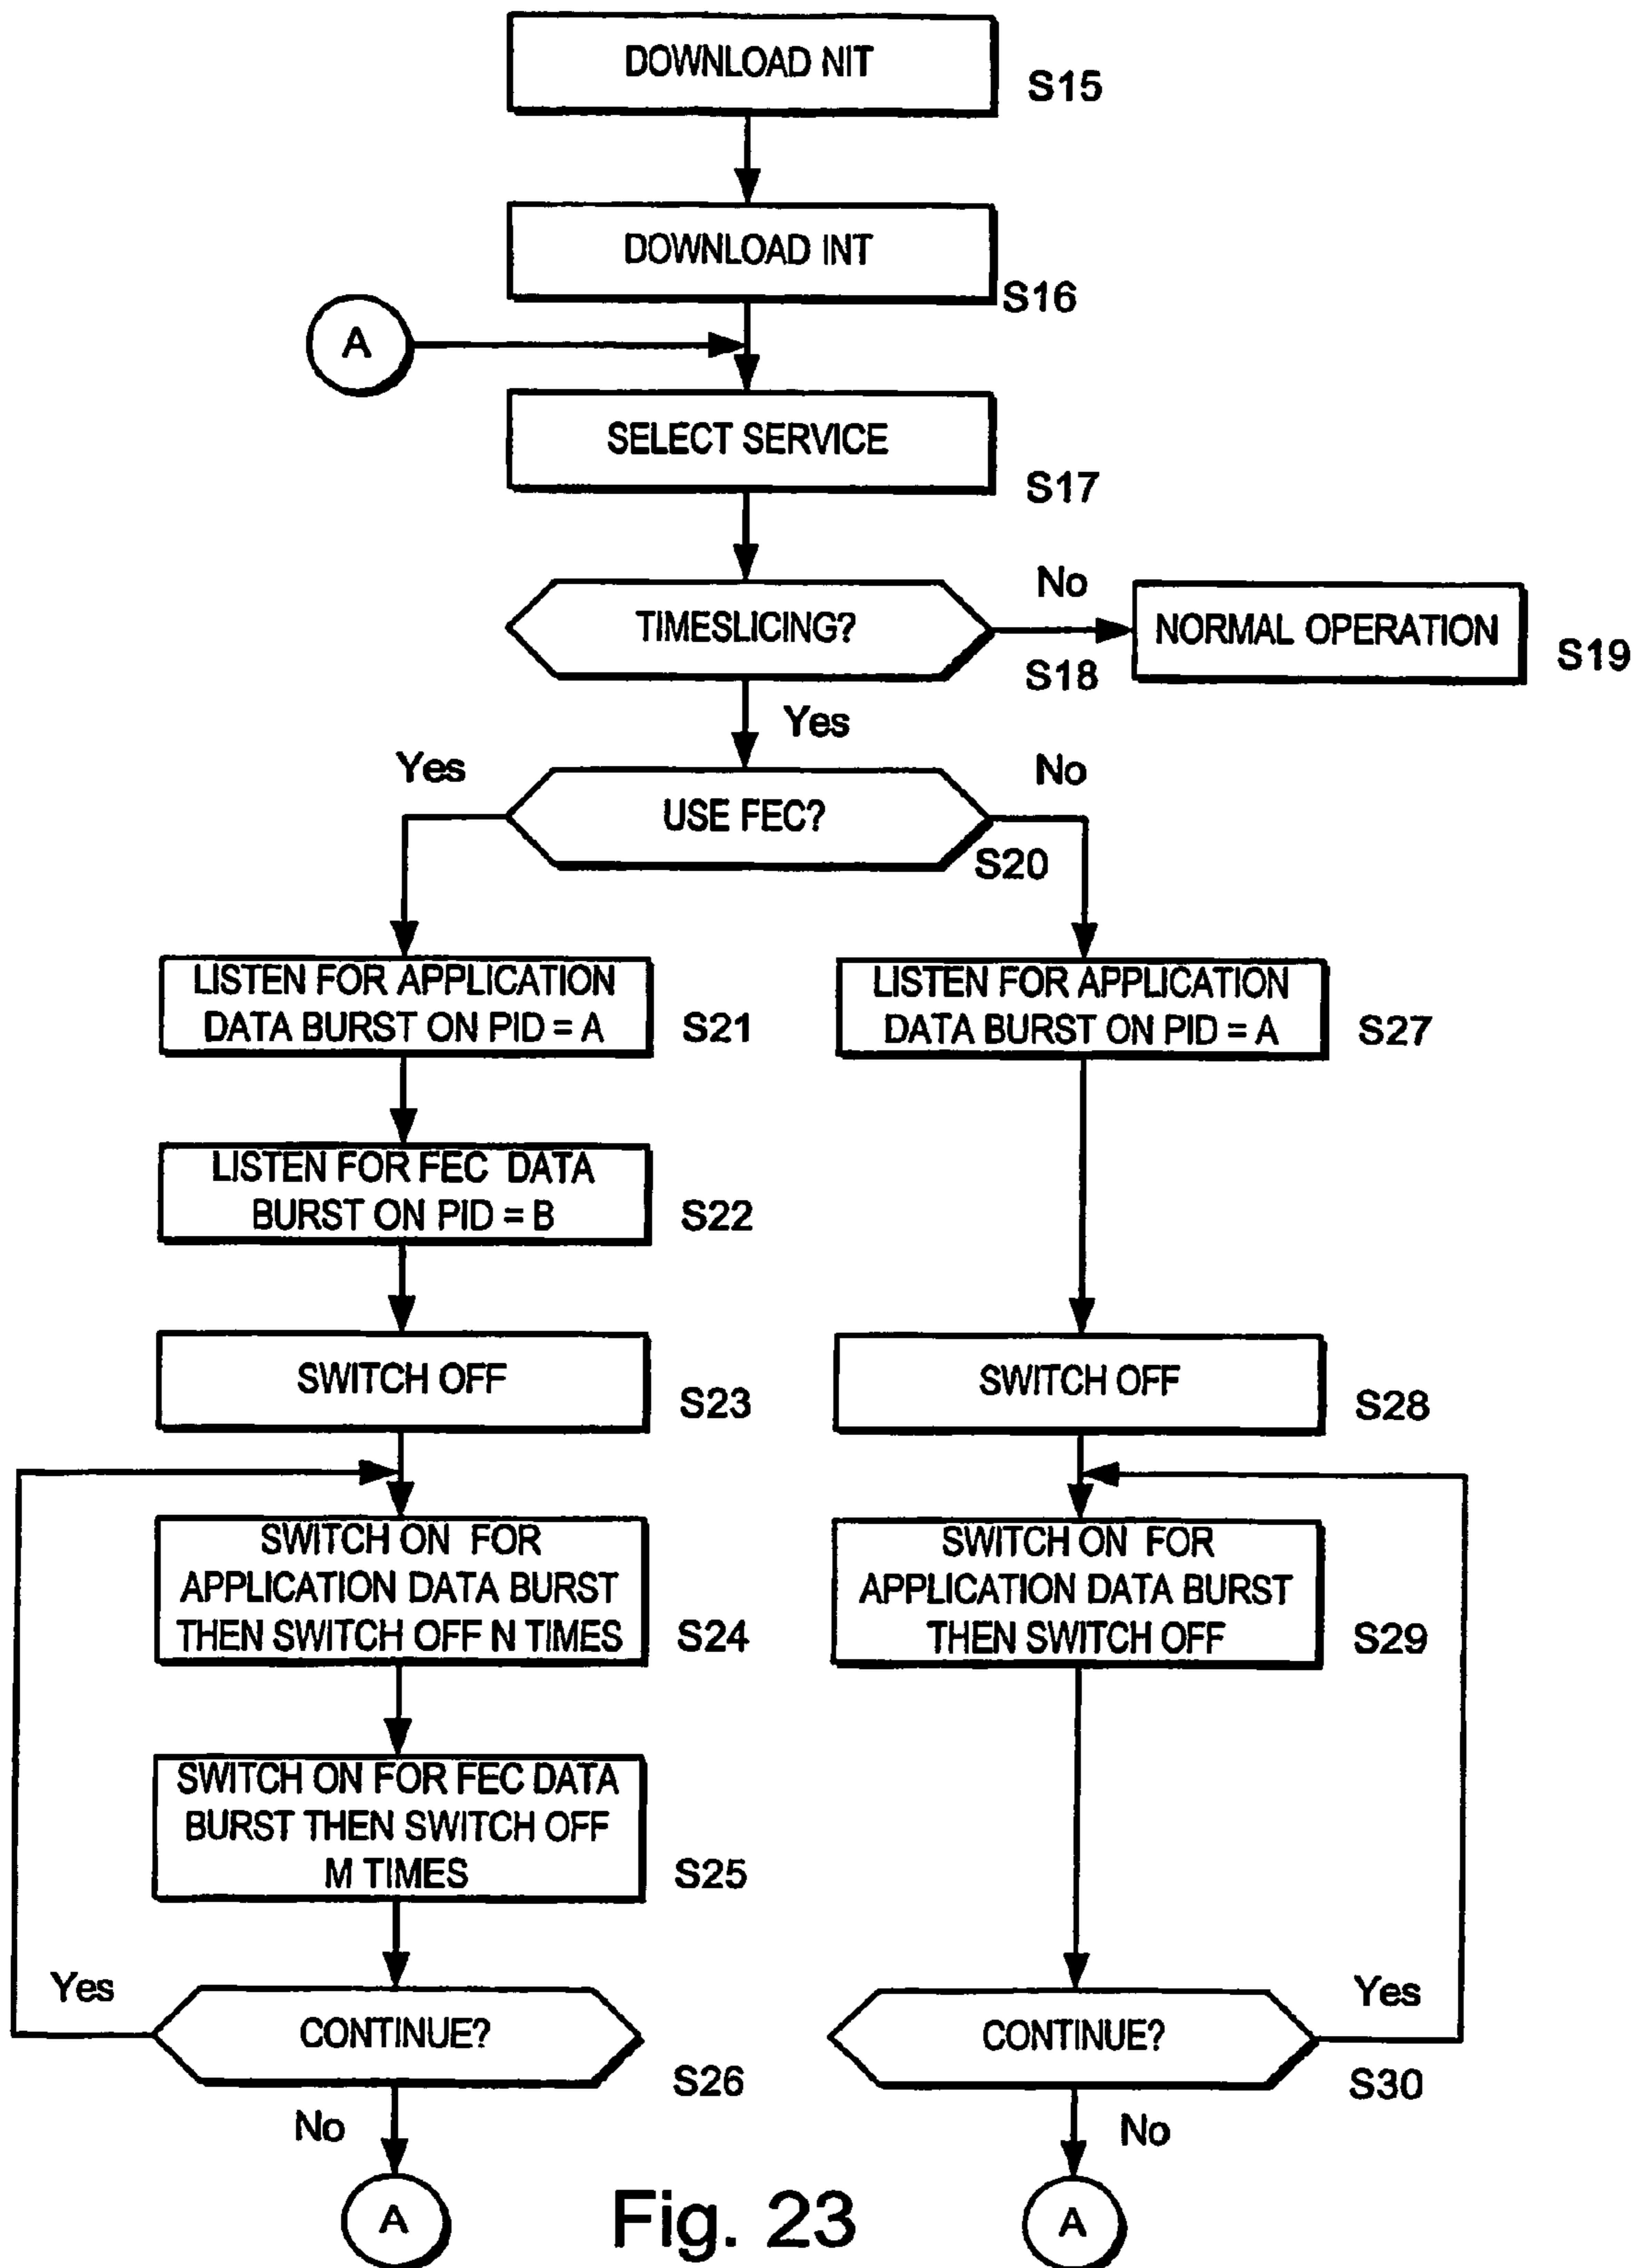 DOWNLOAD NIT
S15
DOWNLOAD INT
S16
A
SELECT SERVICE
S17
TIMESLICING?
No
S18
NORMAL OPERATION
S19
Yes
Yes
USE FEC?
No
S20
LISTEN FOR APPLICATION
DATA BURST ON PID = A
S21
LISTEN FOR APPLICATION
DATA BURST ON PID = A
S27
LISTEN FOR FEC DATA
BURST ON PID = B
S22
SWITCH OFF
S23
SWITCH OFF
S28
SWITCH ON FOR
APPLICATION DATA BURST
THEN SWITCH OFF N TIMES
S24
SWITCH ON FOR
APPLICATION DATA BURST
THEN SWITCH OFF
S29
SWITCH ON FOR FEC DATA
BURST THEN SWITCH OFF
M TIMES
S25
Yes
CONTINUE?
S26
CONTINUE?
Yes
S30
No
No
A
Fig. 23
A